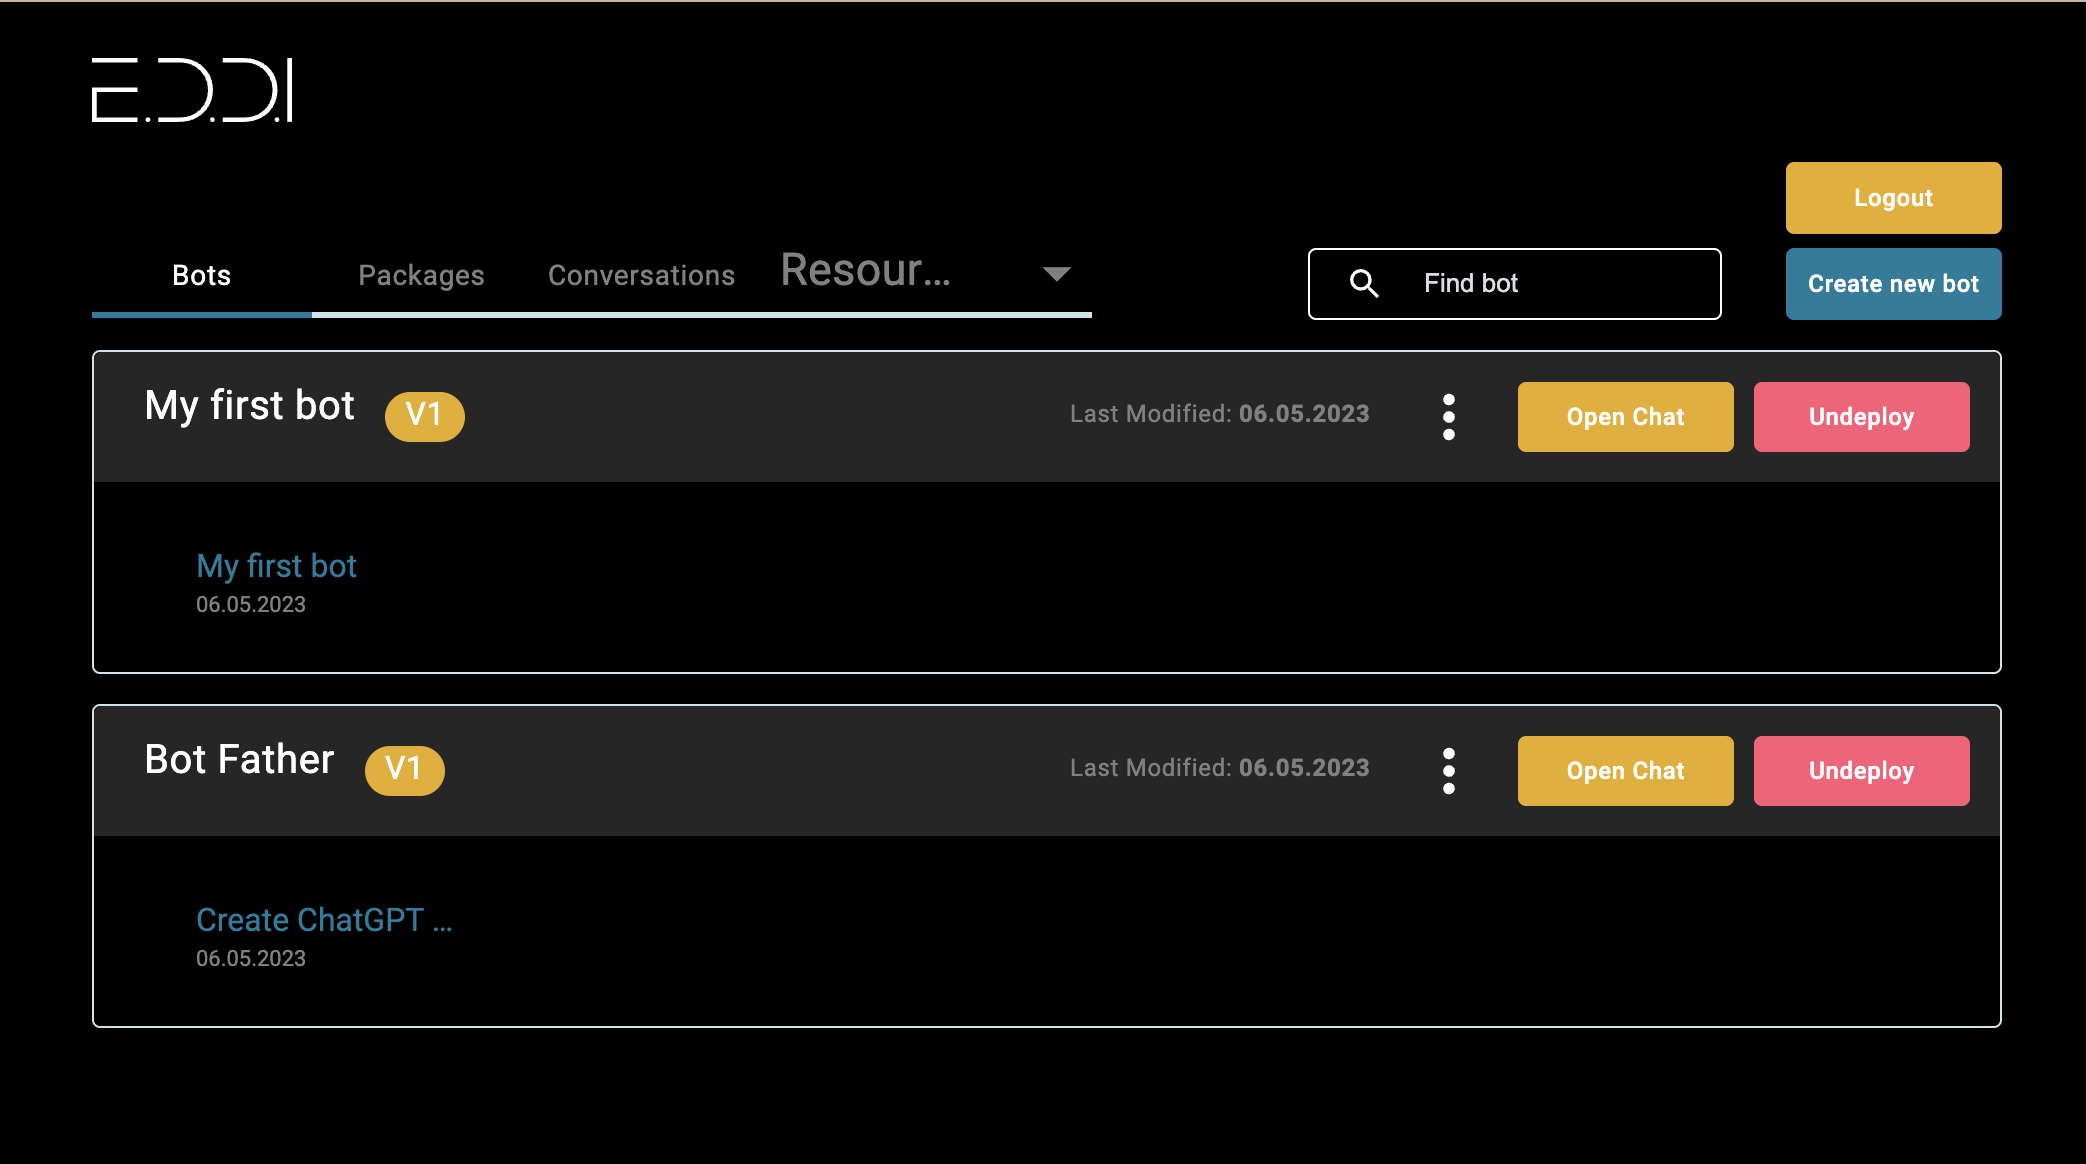 E.D.D.I
Logout
Bots Packages Conversations Resour...
Find bot
Create new bot
My first bot V1 Last Modified: 06.05.2023 Open Chat Undeploy
My first bot
06.05.2023
Bot Father V1 Last Modified: 06.05.2023 Open Chat Undeploy
Create ChatGPT ...
06.05.2023